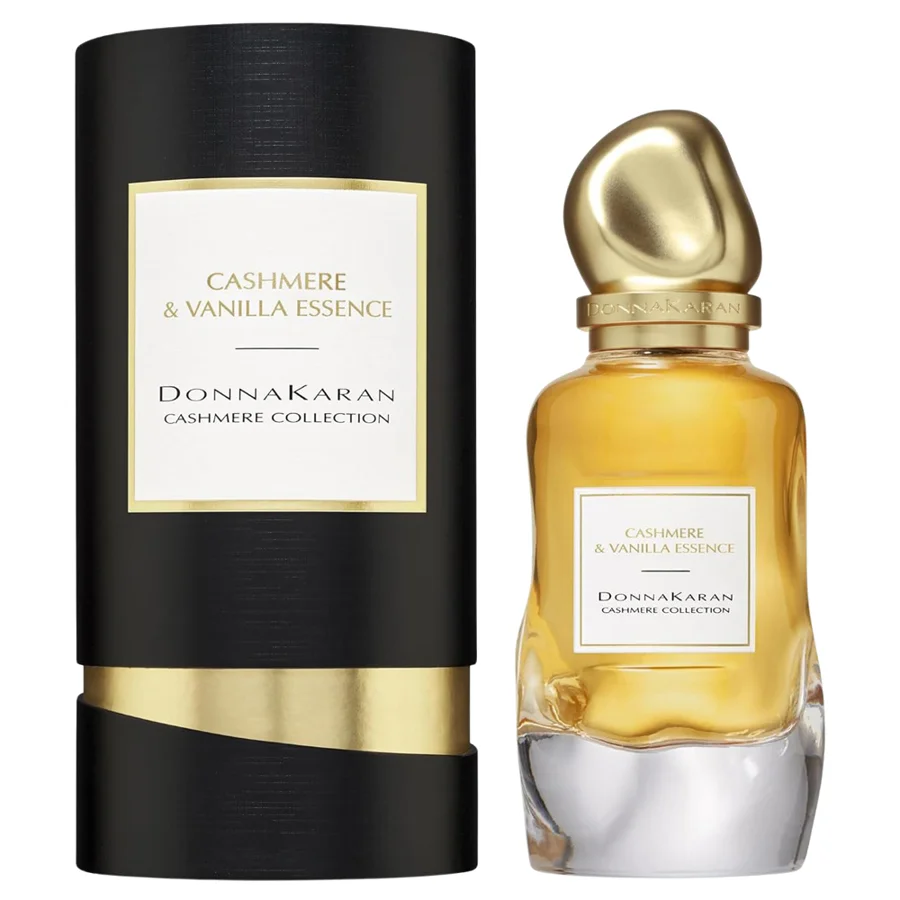 CASHMERE
& VANILLA ESSENCE
DONNAKARAN
CASHMERE COLLECTION
DONNAKARAN
CASHMERE
& VANILLA ESSENCE
DONNAKARAN
CASHMERE COLLECTION